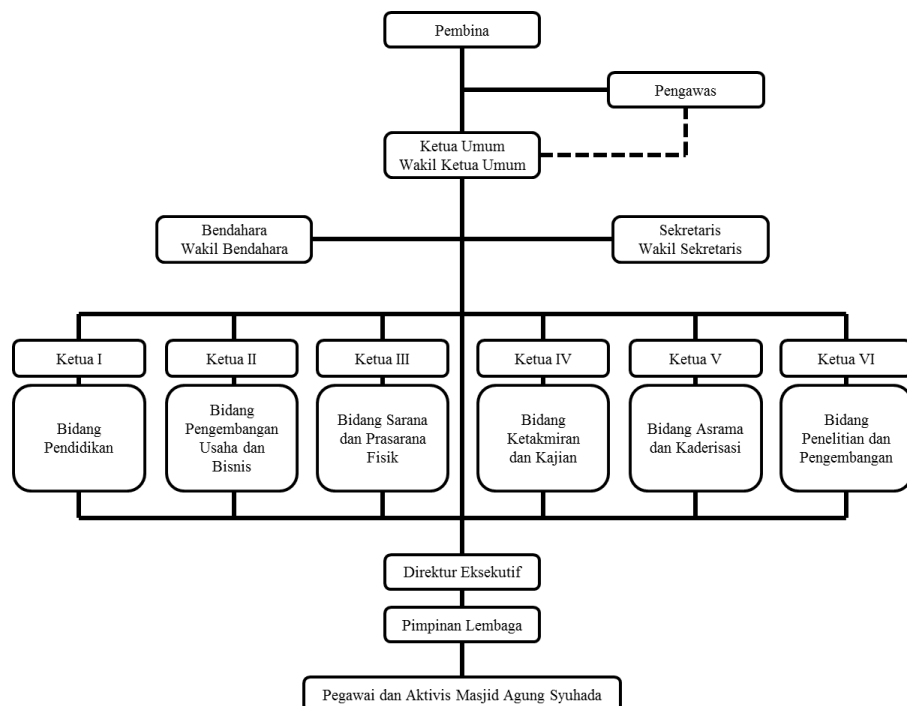 Pembina
Pengawas
Ketua Umum
Wakil Ketua Umum
Bendahara
Wakil Bendahara
Sekretaris
Wakil Sekretaris
Ketua I
Ketua II
Ketua III
Ketua IV
Ketua V
Ketua VI
Bidang
Pendidikan
Bidang
Pengembangan
Usaha dan
Bisnis
Bidang Sarana
dan Prasarana
Fisik
Bidang
Ketakmiran
dan Kajian
Bidang Asrama
dan Kaderisasi
Bidang
Penelitian dan
Pengembangan
Direktur Eksekutif
Pimpinan Lembaga
Pegawai dan Aktivis Masjid Agung Syuhada